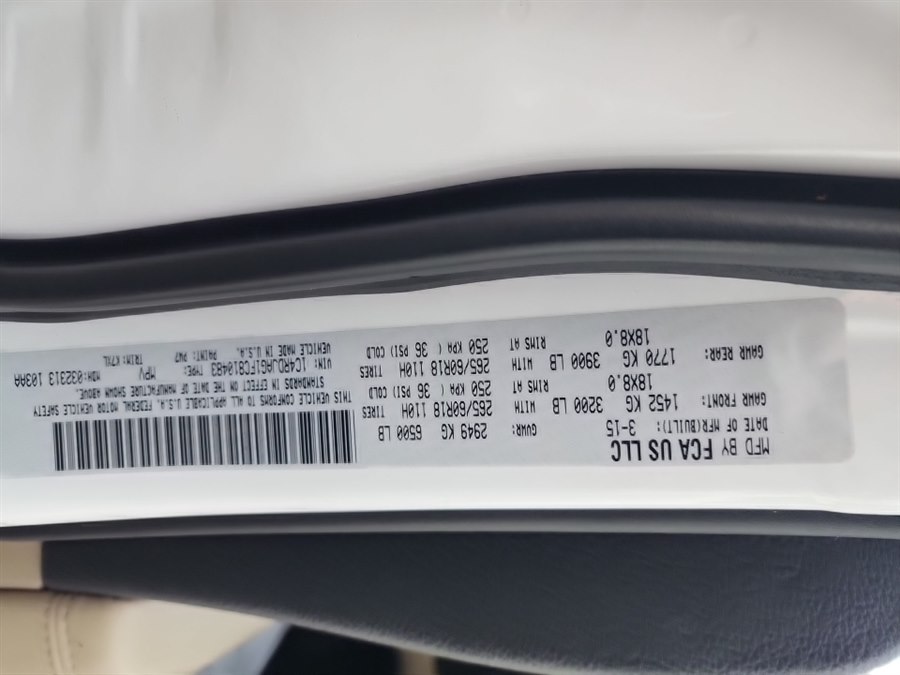 MFD BY FCA US LLC
DATE OF MFR(BUILT): 3-15 GVWR: 2949 KG 6500 LB
GAWR FRONT: 1452 KG 3200 LB WITH TIRES 265/60R18 110H
RIMS AT 18X8.0 250 KPA ( 36 PSI) COLD
GAWR REAR: 1770 KG 3900 LB WITH TIRES 265/60R18 110H
RIMS AT 18X8.0 250 KPA ( 36 PSI) COLD
THIS VEHICLE CONFORMS TO ALL APPLICABLE U.S.A. FEDERAL MOTOR VEHICLE SAFETY
STANDARDS IN EFFECT ON THE DATE OF MANUFACTURE SHOWN ABOVE.
VIN: TYPE: MPV MDH:032313 103AA
VEHICLE MADE IN U.S.A. PAINT: PW7 TRIM: